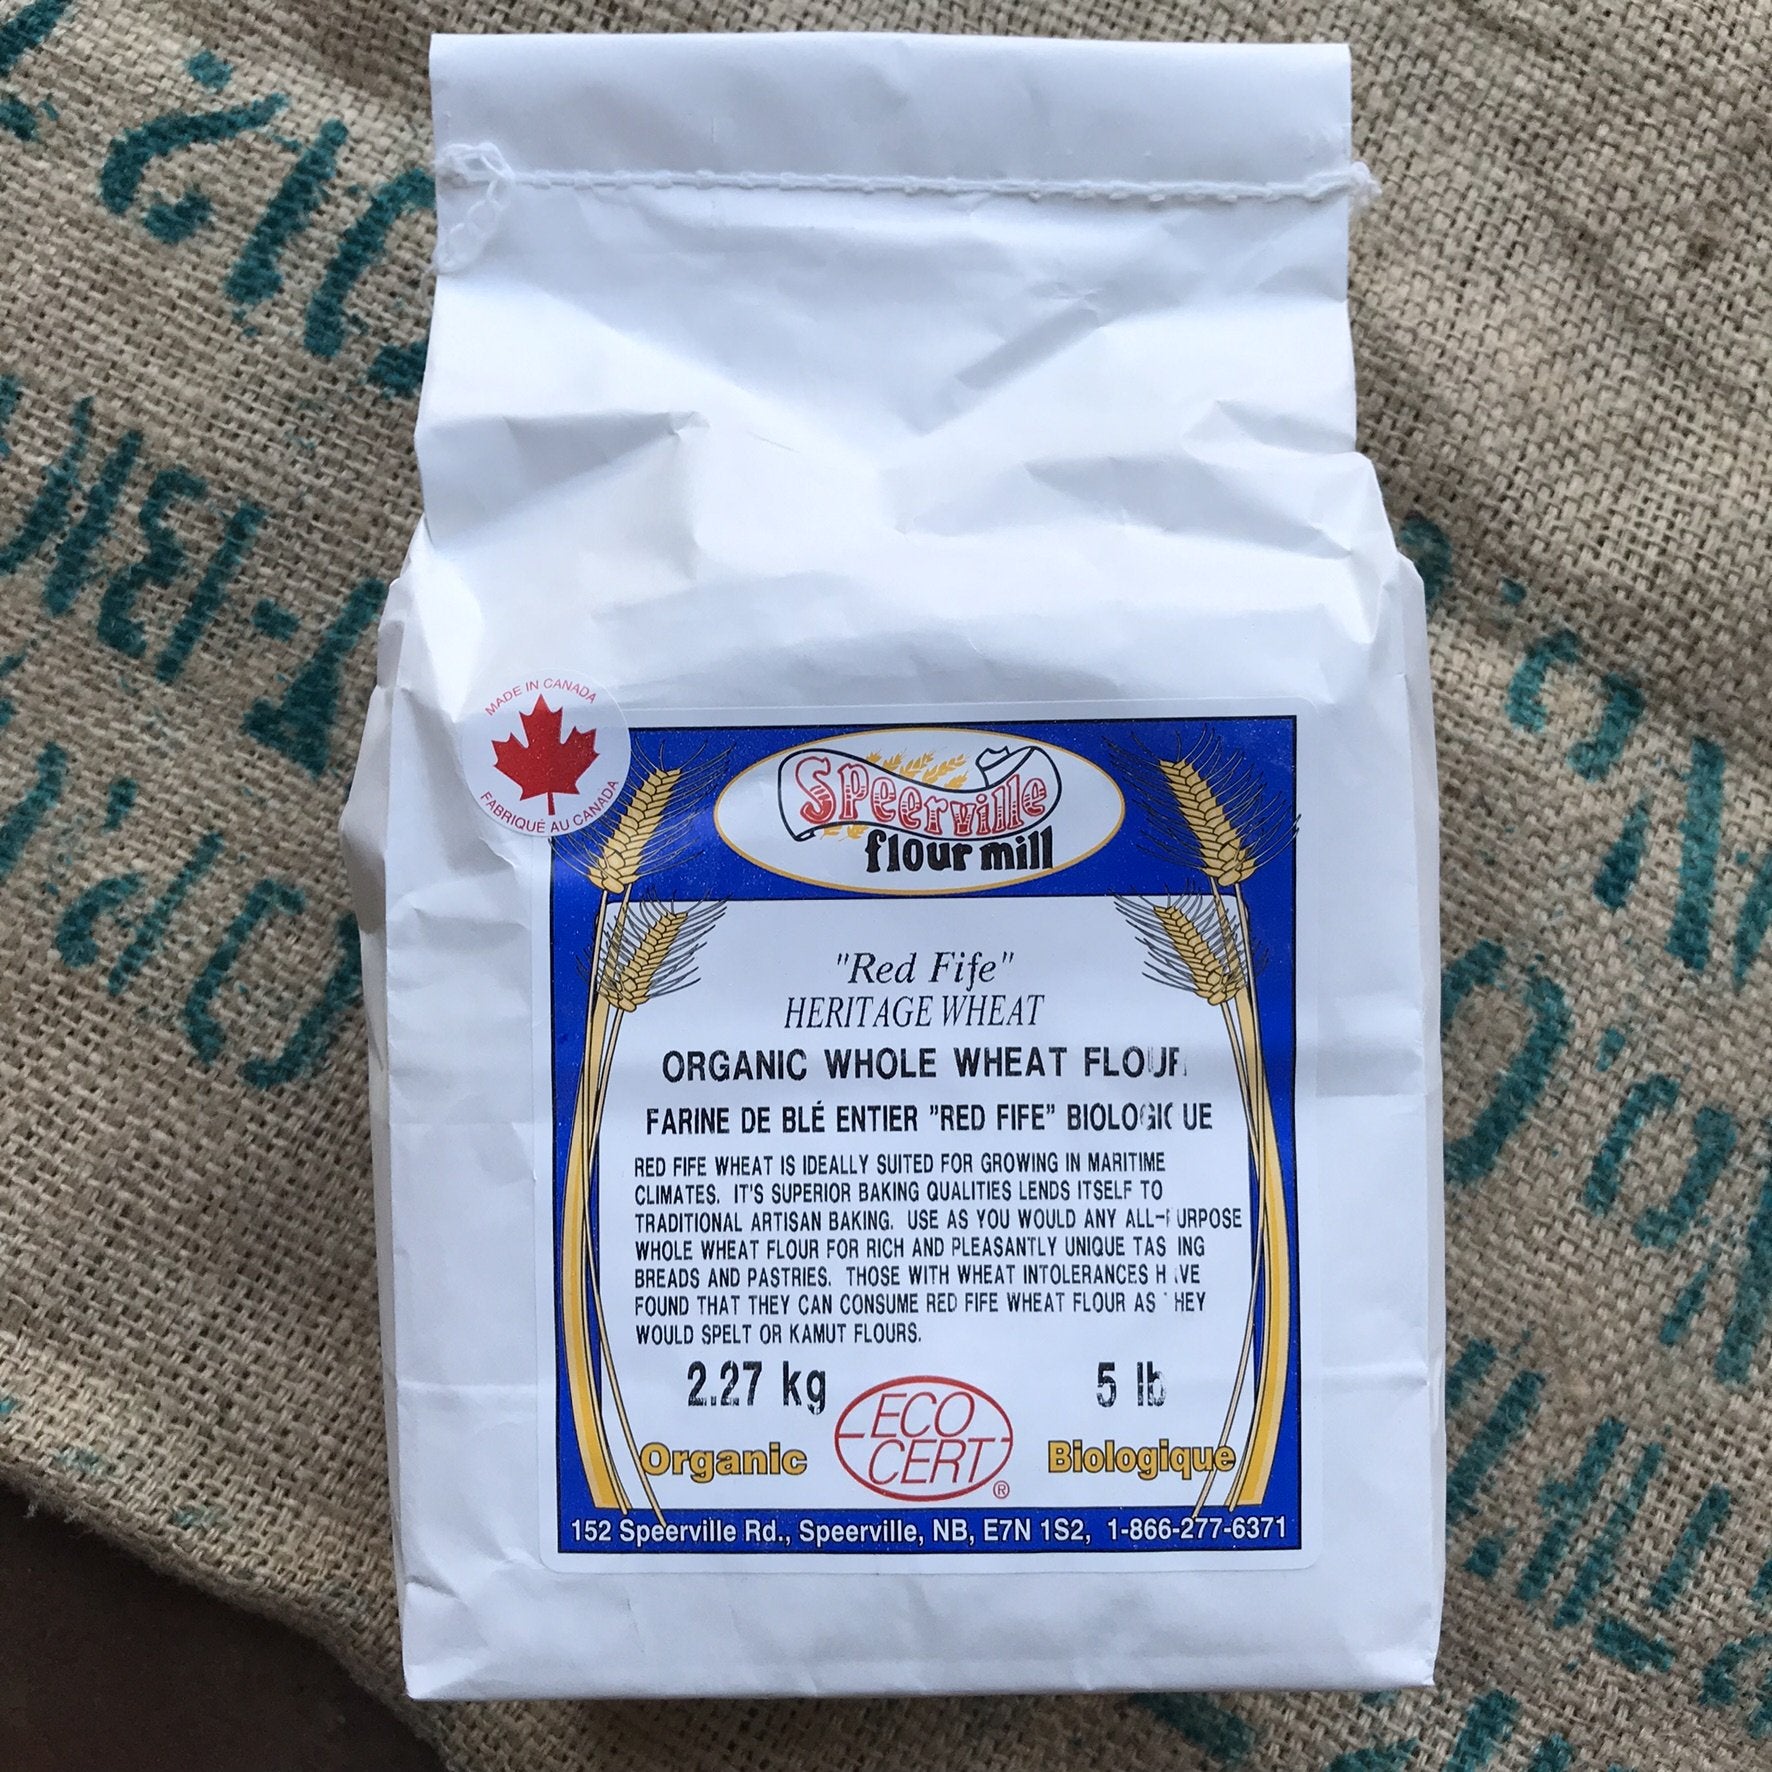 MADE IN CANADA
FABRIQUÉ AU CANADA
Speerville
flour mill
"Red Fife"
HERITAGE WHEAT
ORGANIC WHOLE WHEAT FLOUR
FARINE DE BLÉ ENTIER "RED FIFE" BIOLOGIQUE
RED FIFE WHEAT IS IDEALLY SUITED FOR GROWING IN MARITIME
CLIMATES. IT'S SUPERIOR BAKING QUALITIES LENDS ITSELF TO
TRADITIONAL ARTISAN BAKING. USE AS YOU WOULD ANY ALL-PURPOSE
WHOLE WHEAT FLOUR FOR RICH AND PLEASANTLY UNIQUE TASTING
BREADS AND PASTRIES. THOSE WITH WHEAT INTOLERANCES HAVE
FOUND THAT THEY CAN CONSUME RED FIFE WHEAT FLOUR AS THEY
WOULD SPELT OR KAMUT FLOURS.
2.27 kg 5 lb
ECO
CERT ®
Organic Biologique
152 Speerville Rd., Speerville, NB, E7N 1S2, 1-866-277-6371